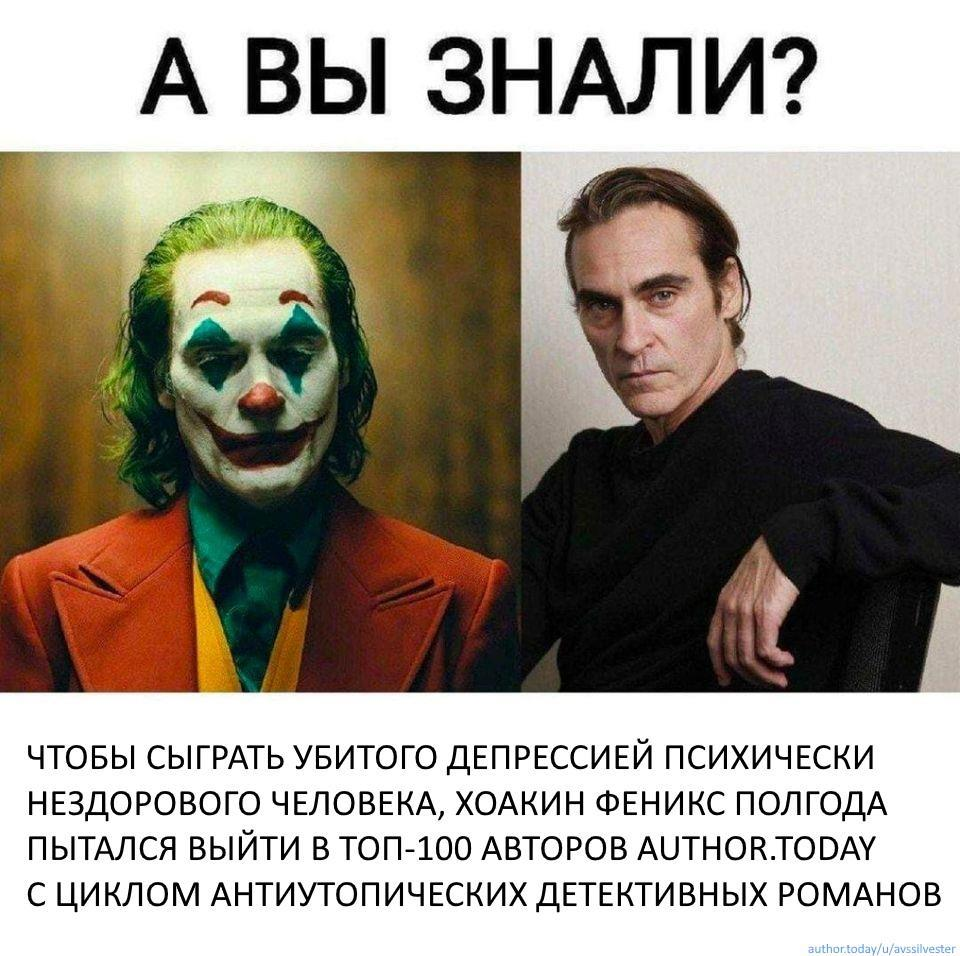 А ВЫ ЗНАЛИ?
ЧТОБЫ СЫГРАТЬ УБИТОГО ДЕПРЕССИЕЙ ПСИХИЧЕСКИ
НЕЗДОРОВОГО ЧЕЛОВЕКА, ХОАКИН ФЕНИКС ПОЛГОДА
ПЫТАЛСЯ ВЫЙТИ В ТОП-100 АВТОРОВ AUTHOR.TODAY
С ЦИКЛОМ АНТИУТОПИЧЕСКИХ ДЕТЕКТИВНЫХ РОМАНОВ
author.today/u/avssilvester